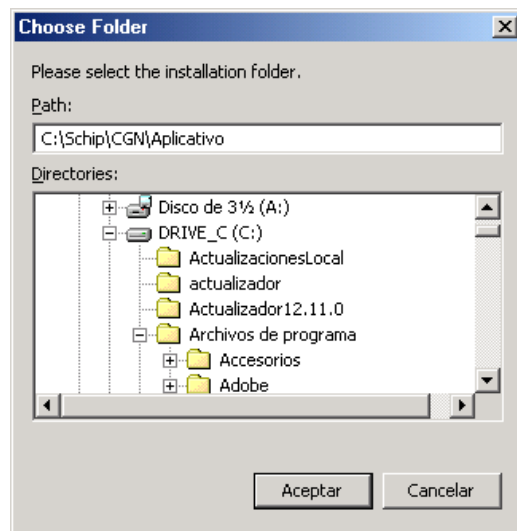 Choose Folder
Please select the installation folder.
Path:
C:\Schip\CGN\Aplicativo
Directories:
Disco de 3½ (A:)
DRIVE_C (C:)
ActualizacionesLocal
actualizador
Actualizador12.11.0
Archivos de programa
Accesorios
Adobe
Aceptar
Cancelar